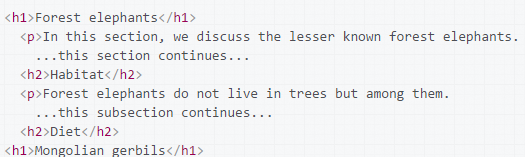 <h1>Forest elephants</h1>
<p>In this section, we discuss the lesser known forest elephants.
...this section continues...
<h2>Habitat</h2>
<p>Forest elephants do not live in trees but among them.
...this subsection continues...
<h2>Diet</h2>
<h1>Mongolian gerbils</h1>